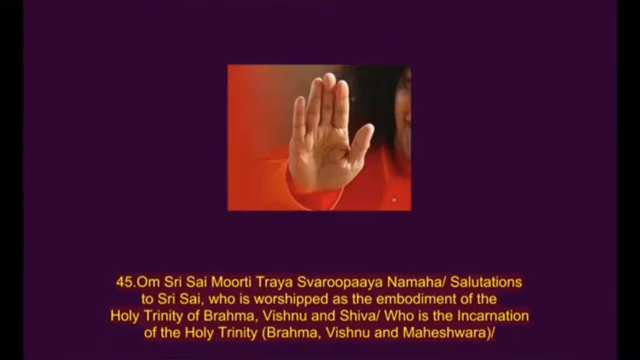 45.Om Sri Sai Moorti Traya Svaroopaaya Namaha/ Salutations
to Sri Sai, who is worshipped as the embodiment of the
Holy Trinity of Brahma, Vishnu and Shiva/ Who is the Incarnation
of the Holy Trinity (Brahma, Vishnu and Maheshwara)/